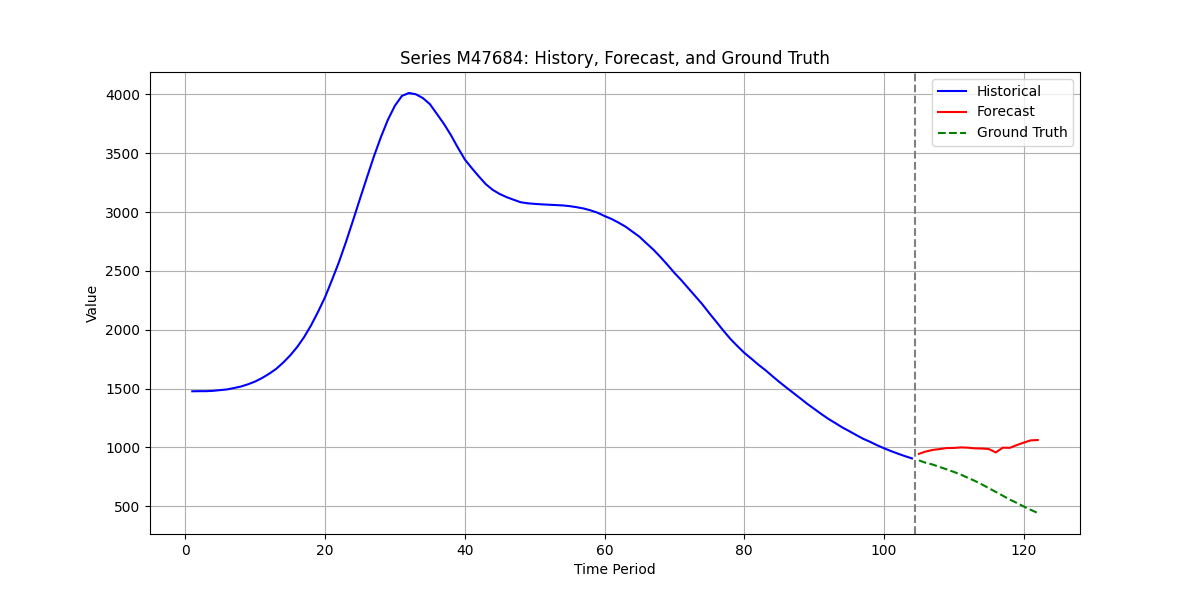 Series M47684: History, Forecast, and Ground Truth
Historical
Forecast
Ground Truth
Value
4000
3500
3000
2500
2000
1500
1000
500
0 20 40 60 80 100 120
Time Period